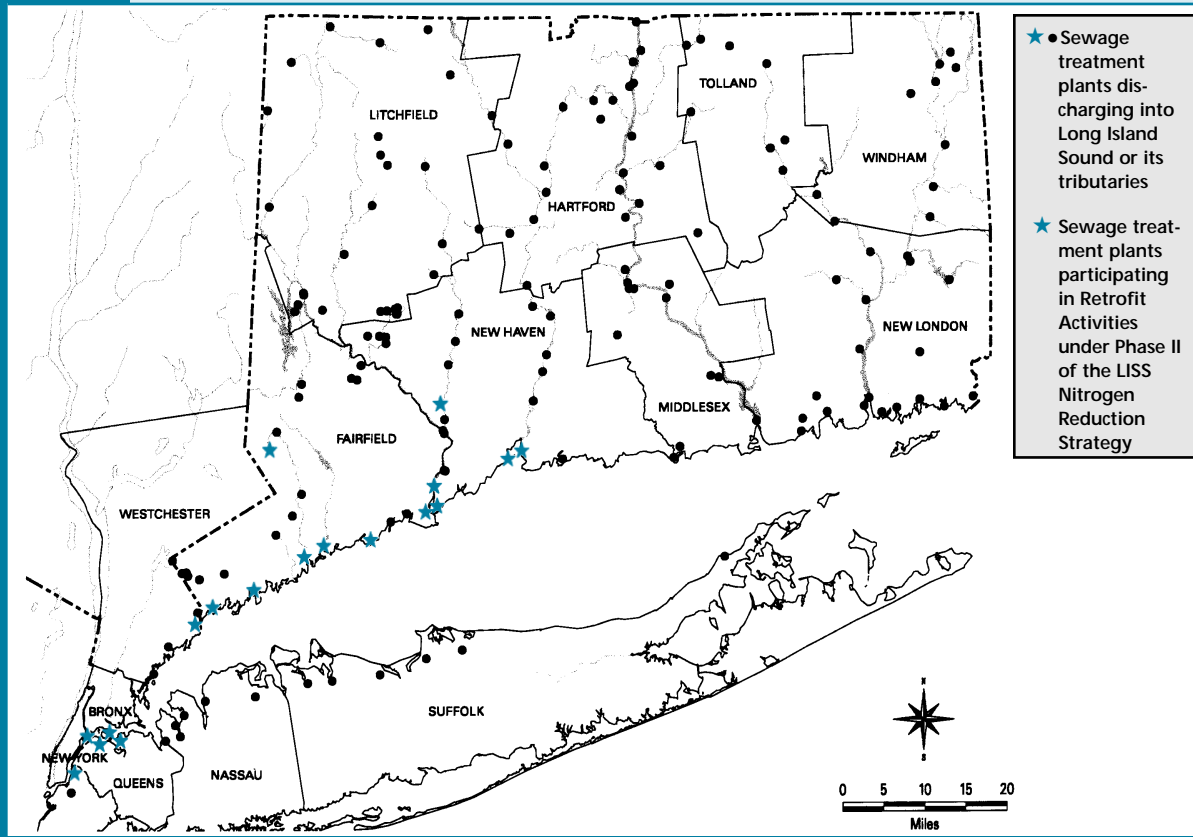 LITCHFIELD
TOLLAND
WINDHAM
HARTFORD
NEW HAVEN
NEW LONDON
MIDDLESEX
FAIRFIELD
WESTCHESTER
BRONX
NEW YORK
QUEENS
NASSAU
SUFFOLK
N
S
0 5 10 15 20
Miles
Sewage
treatment
plants dis-
charging into
Long Island
Sound or its
tributaries
Sewage treat-
ment plants
participating
in Retrofit
Activities
under Phase II
of the LISS
Nitrogen
Reduction
Strategy